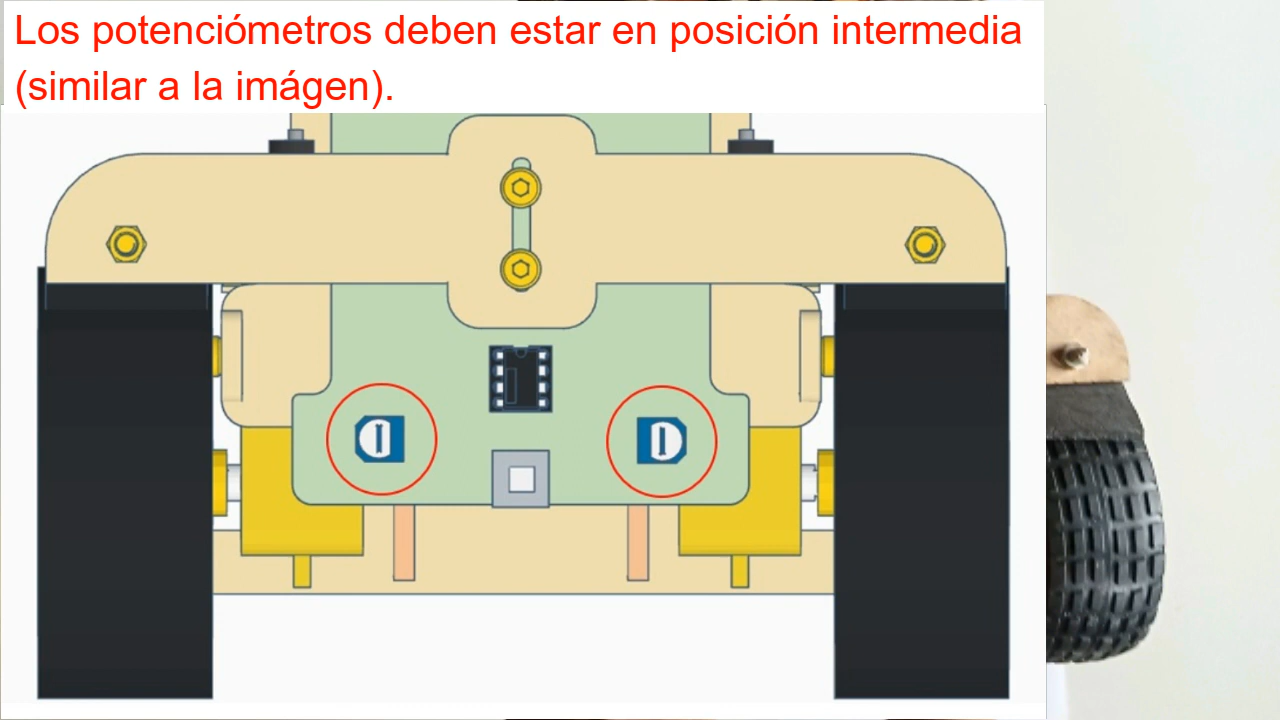 Los potenciómetros deben estar en posición intermedia
(similar a la imágen).